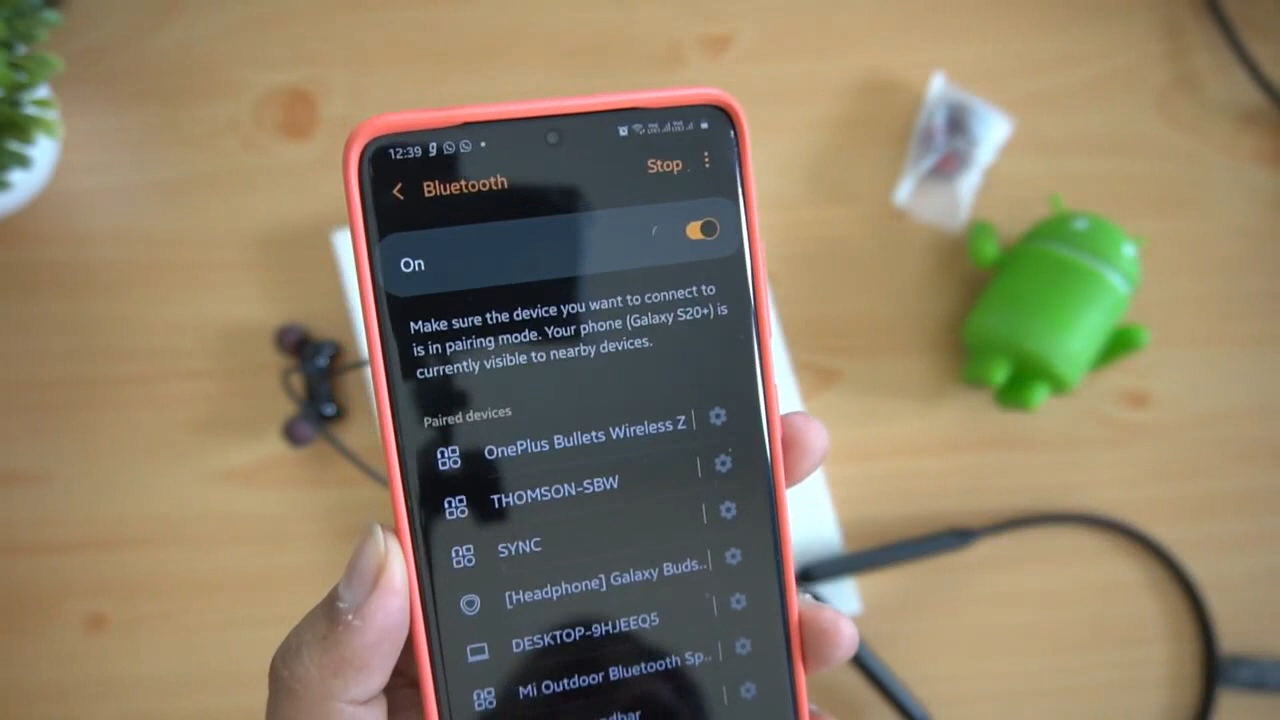 12:39 g
Stop
Bluetooth
On
Make sure the device you want to connect to
is in pairing mode. Your phone (Galaxy S20+) is
currently visible to nearby devices.
Paired devices
OnePlus Bullets Wireless Z
THOMSON-SBW
SYNC
[Headphone] Galaxy Buds..
DESKTOP-9HJEEQ5
Mi Outdoor Bluetooth Sp..